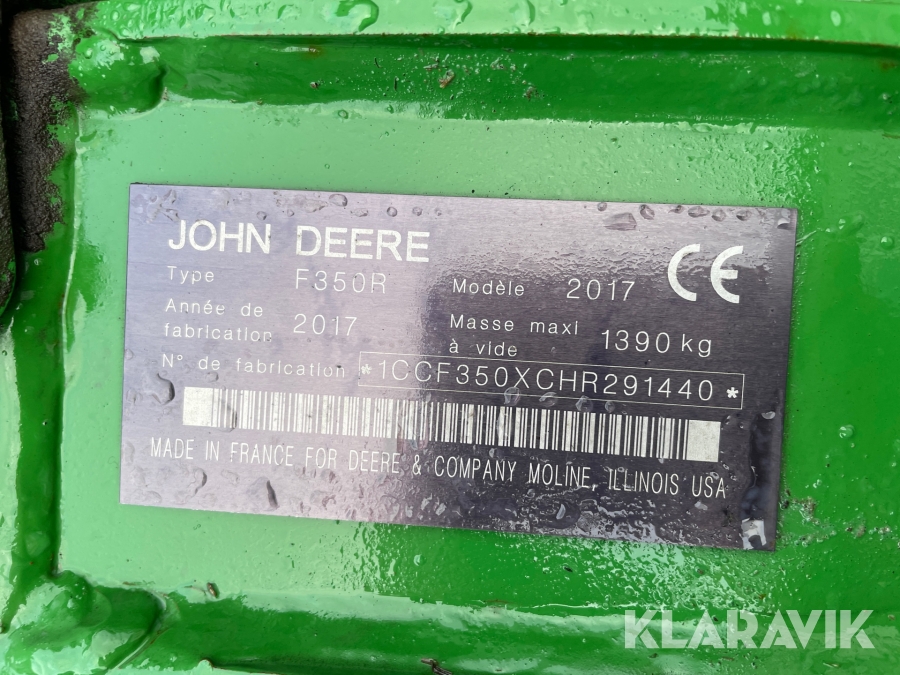 JOHN DEERE
Type F350R Modèle 2017 CE
Année de fabrication 2017 Masse maxi à vide 1390 kg
N° de fabrication *1CCF350XCHR291440*
MADE IN FRANCE FOR DEERE & COMPANY MOLINE, ILLINOIS USA
KLARAVIK